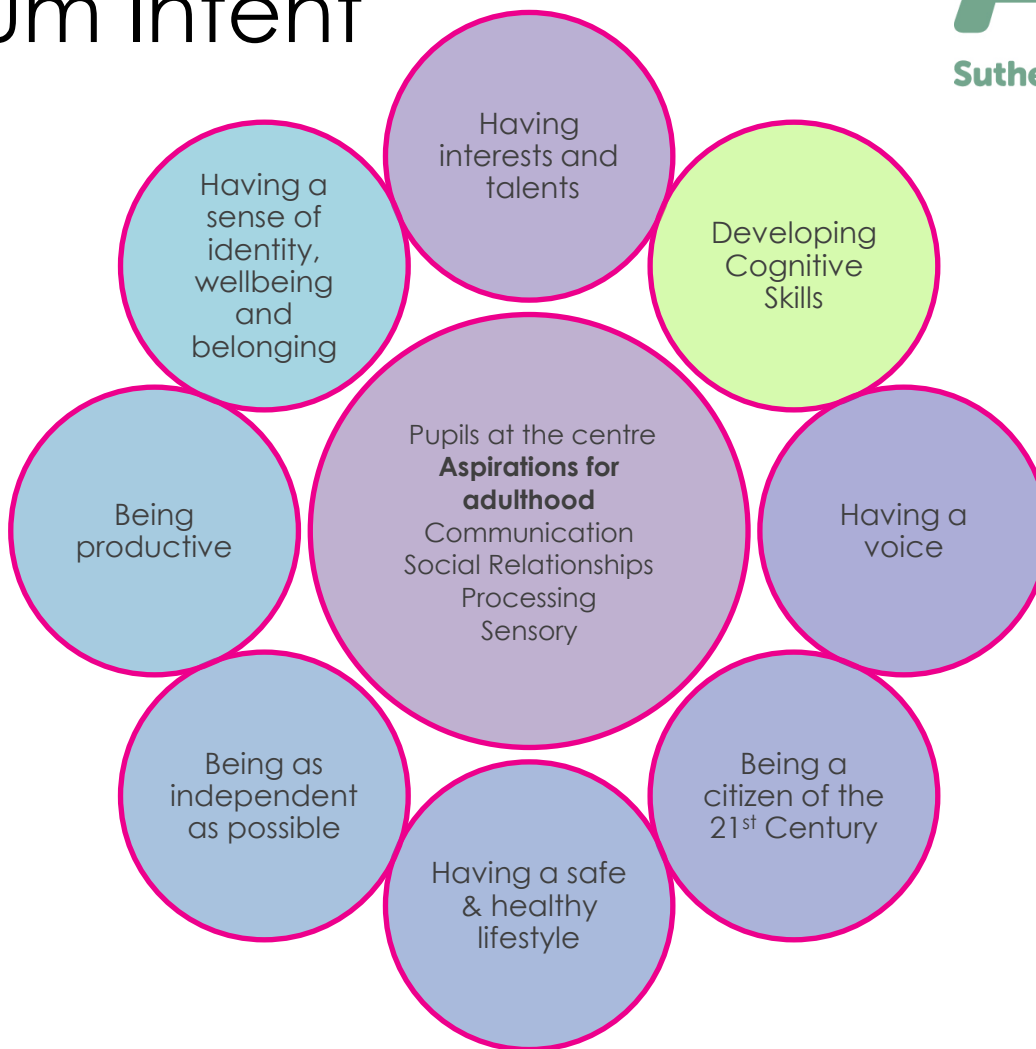 um Intent
Suthe
Having
interests and
talents
Developing
Cognitive
Skills
Having a
voice
Being a
citizen of the
21st Century
Having a safe
& healthy
lifestyle
Being as
independent
as possible
Being
productive
Having a
sense of
identity,
wellbeing
and
belonging
Pupils at the centre
Aspirations for
adulthood
Communication
Social Relationships
Processing
Sensory